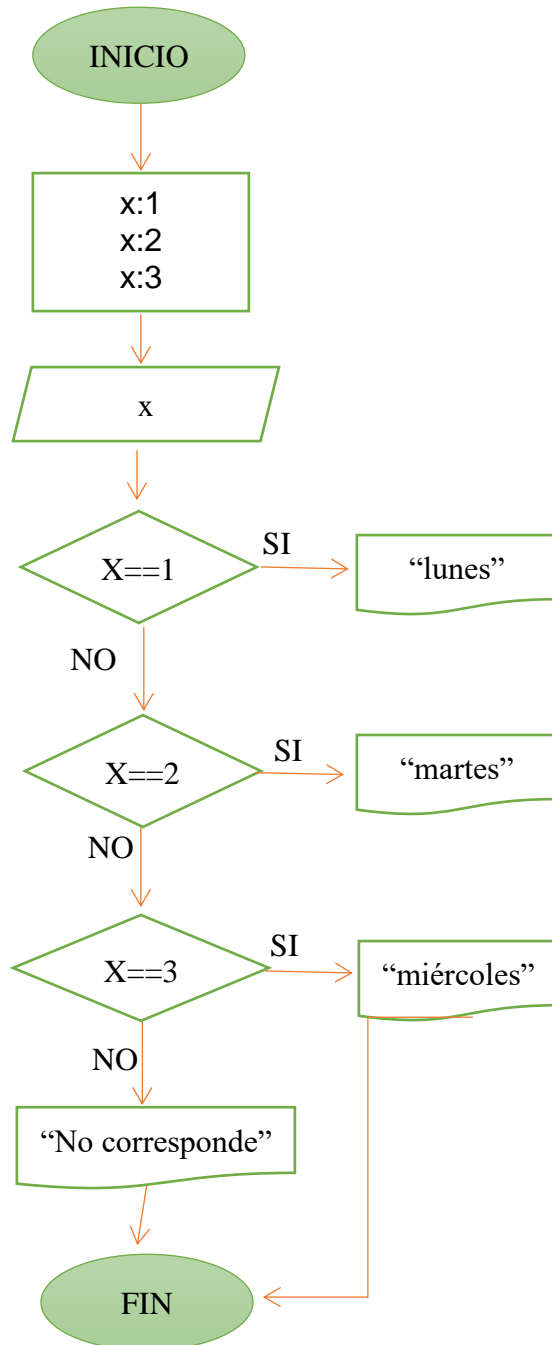 INICIO
x:1
x:2
x:3
x
X==1
SI
“lunes”
NO
X==2
SI
“martes”
NO
X==3
SI
“miércoles”
NO
“No corresponde”
FIN